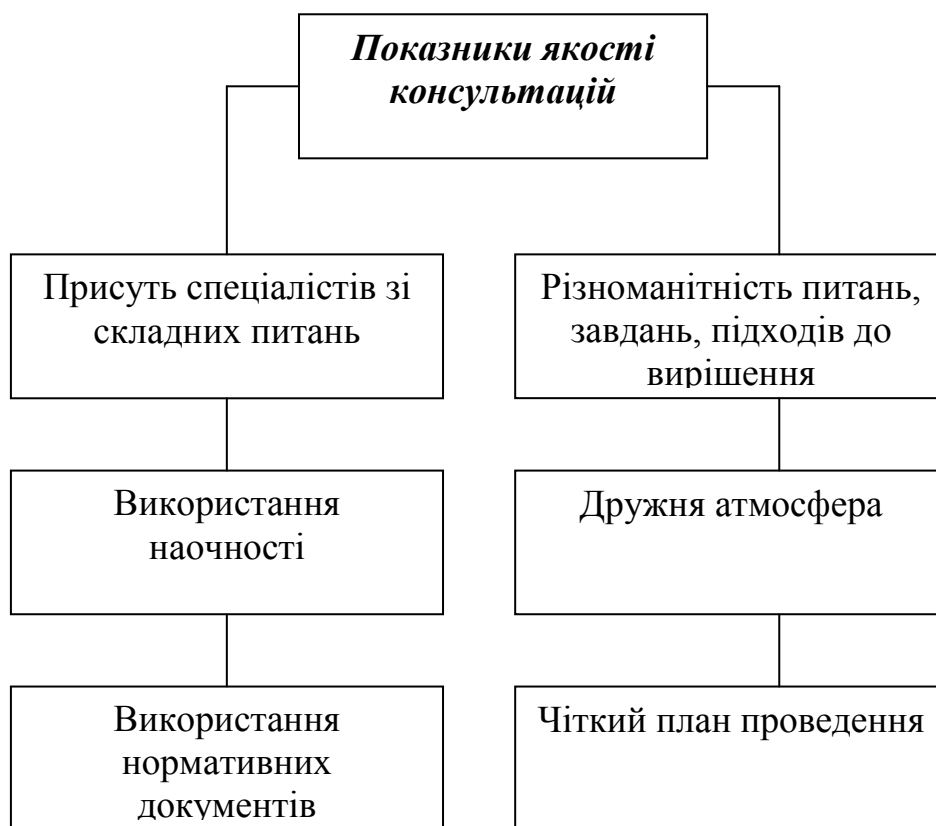 Показники якості
консультацій
Присуть спеціалістів зі
складних питань
Різноманітність питань,
завдань, підходів до
вирішення
Використання
наочності
Дружня атмосфера
Використання
нормативних
документів
Чіткий план проведення